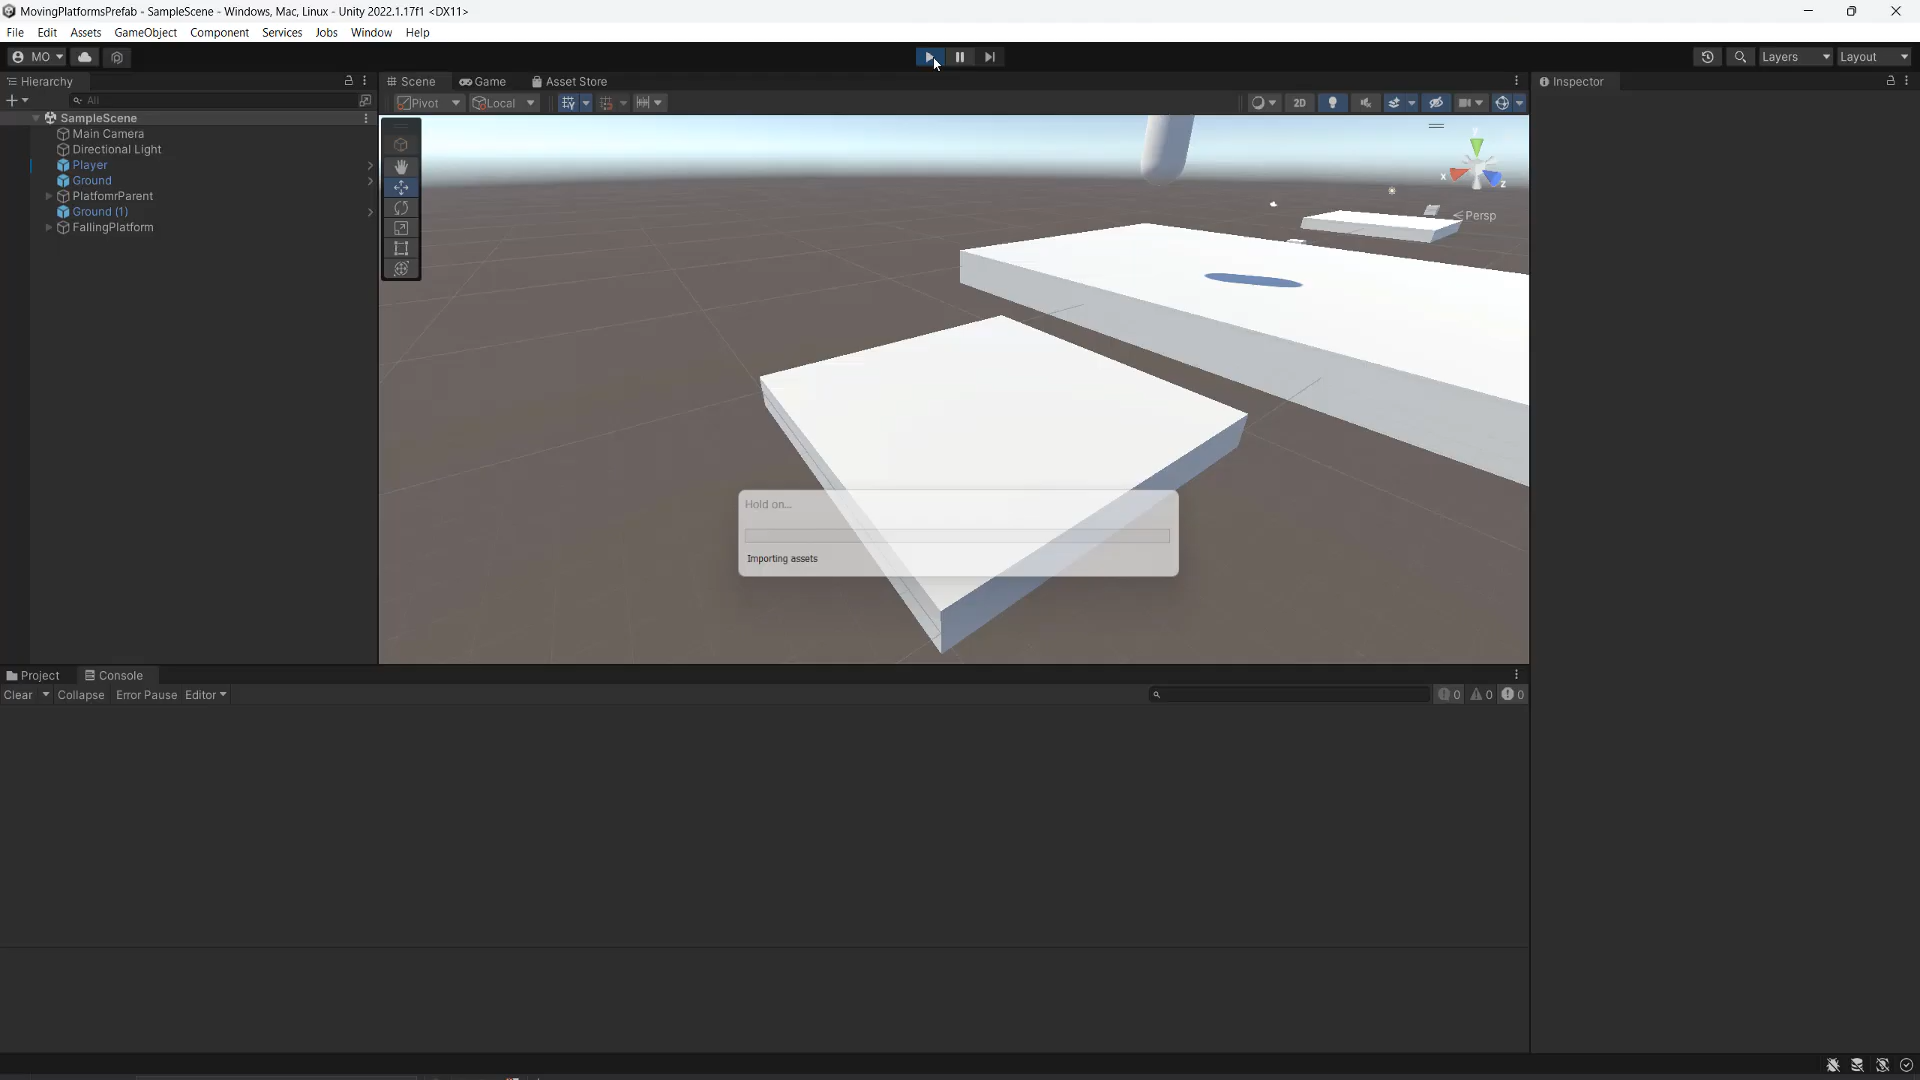 MovingPlatformsPrefab - SampleScene - Windows, Mac, Linux - Unity 2022.1.17f1 <DX11>
File Edit Assets GameObject Component Services Jobs Window Help
MO Layers Layout
Hierarchy Scene Game Asset Store Inspector
All Pivot Local 2D
SampleScene
Main Camera
Directional Light
Player
Ground
PlatfomrParent
Ground (1)
FallingPlatform
x z
Persp
Hold on...
Importing assets
Project Console
Clear Collapse Error Pause Editor 0 0 0